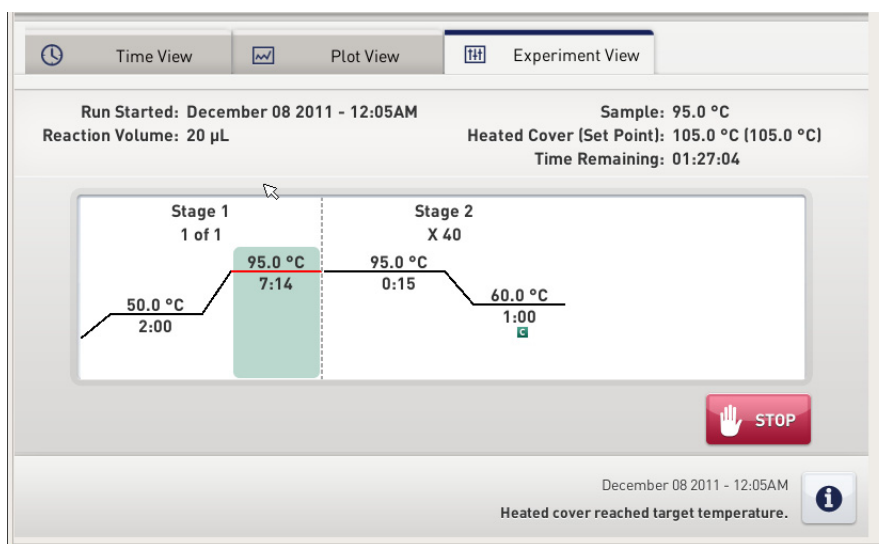 Time View
Plot View
Experiment View
Run Started: December 08 2011 - 12:05AM
Reaction Volume: 20 µL
Sample: 95.0 °C
Heated Cover (Set Point): 105.0 °C (105.0 °C)
Time Remaining: 01:27:04
Stage 1
1 of 1
Stage 2
X 40
50.0 °C
2:00
95.0 °C
7:14
95.0 °C
0:15
60.0 °C
1:00
C
STOP
December 08 2011 - 12:05AM
Heated cover reached target temperature.
i